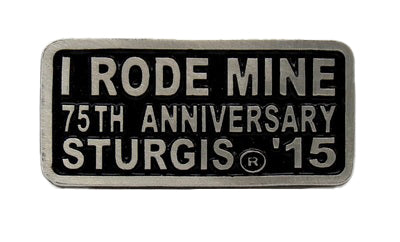 I RODE MINE
75TH ANNIVERSARY
STURGIS ® '15